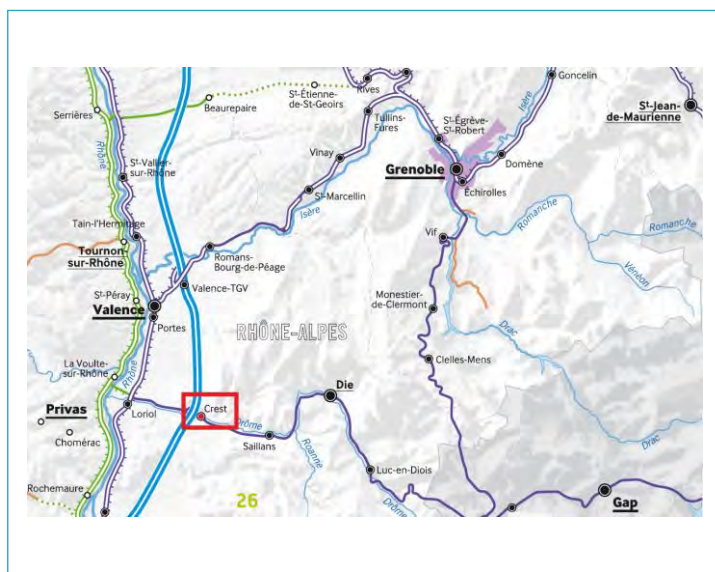 Rives
Goncelin
St-Étienne-
de-St-Geoirs
Beaurepaire
Serrières
Tullins-
Fures
Isère
St-Égrève-
St-Robert
St-Jean-
de-Maurienne
Rhône
Vinay
Grenoble
Domène
St-Vallier-
sur-Rhône
Échirolles
St-Marcellin
Isère
Romanche
Romanche
Tain-l'Hermitage
Vif
Tournon-
sur-Rhône
Romans-
Bourg-de-Péage
Vénéon
St-Péray
Valence-TGV
Valence
Monestier-
de-Clermont
Portes
RHÔNE-ALPES
Drac
La Voulte-
sur-Rhône
Rhône
Clelles-Mens
Die
Privas
Loriol
Crest
Drôme
Chomérac
Saillans
Roanne
Drac
Luc-en-Diois
Rochemaure
26
Drôme
Gap